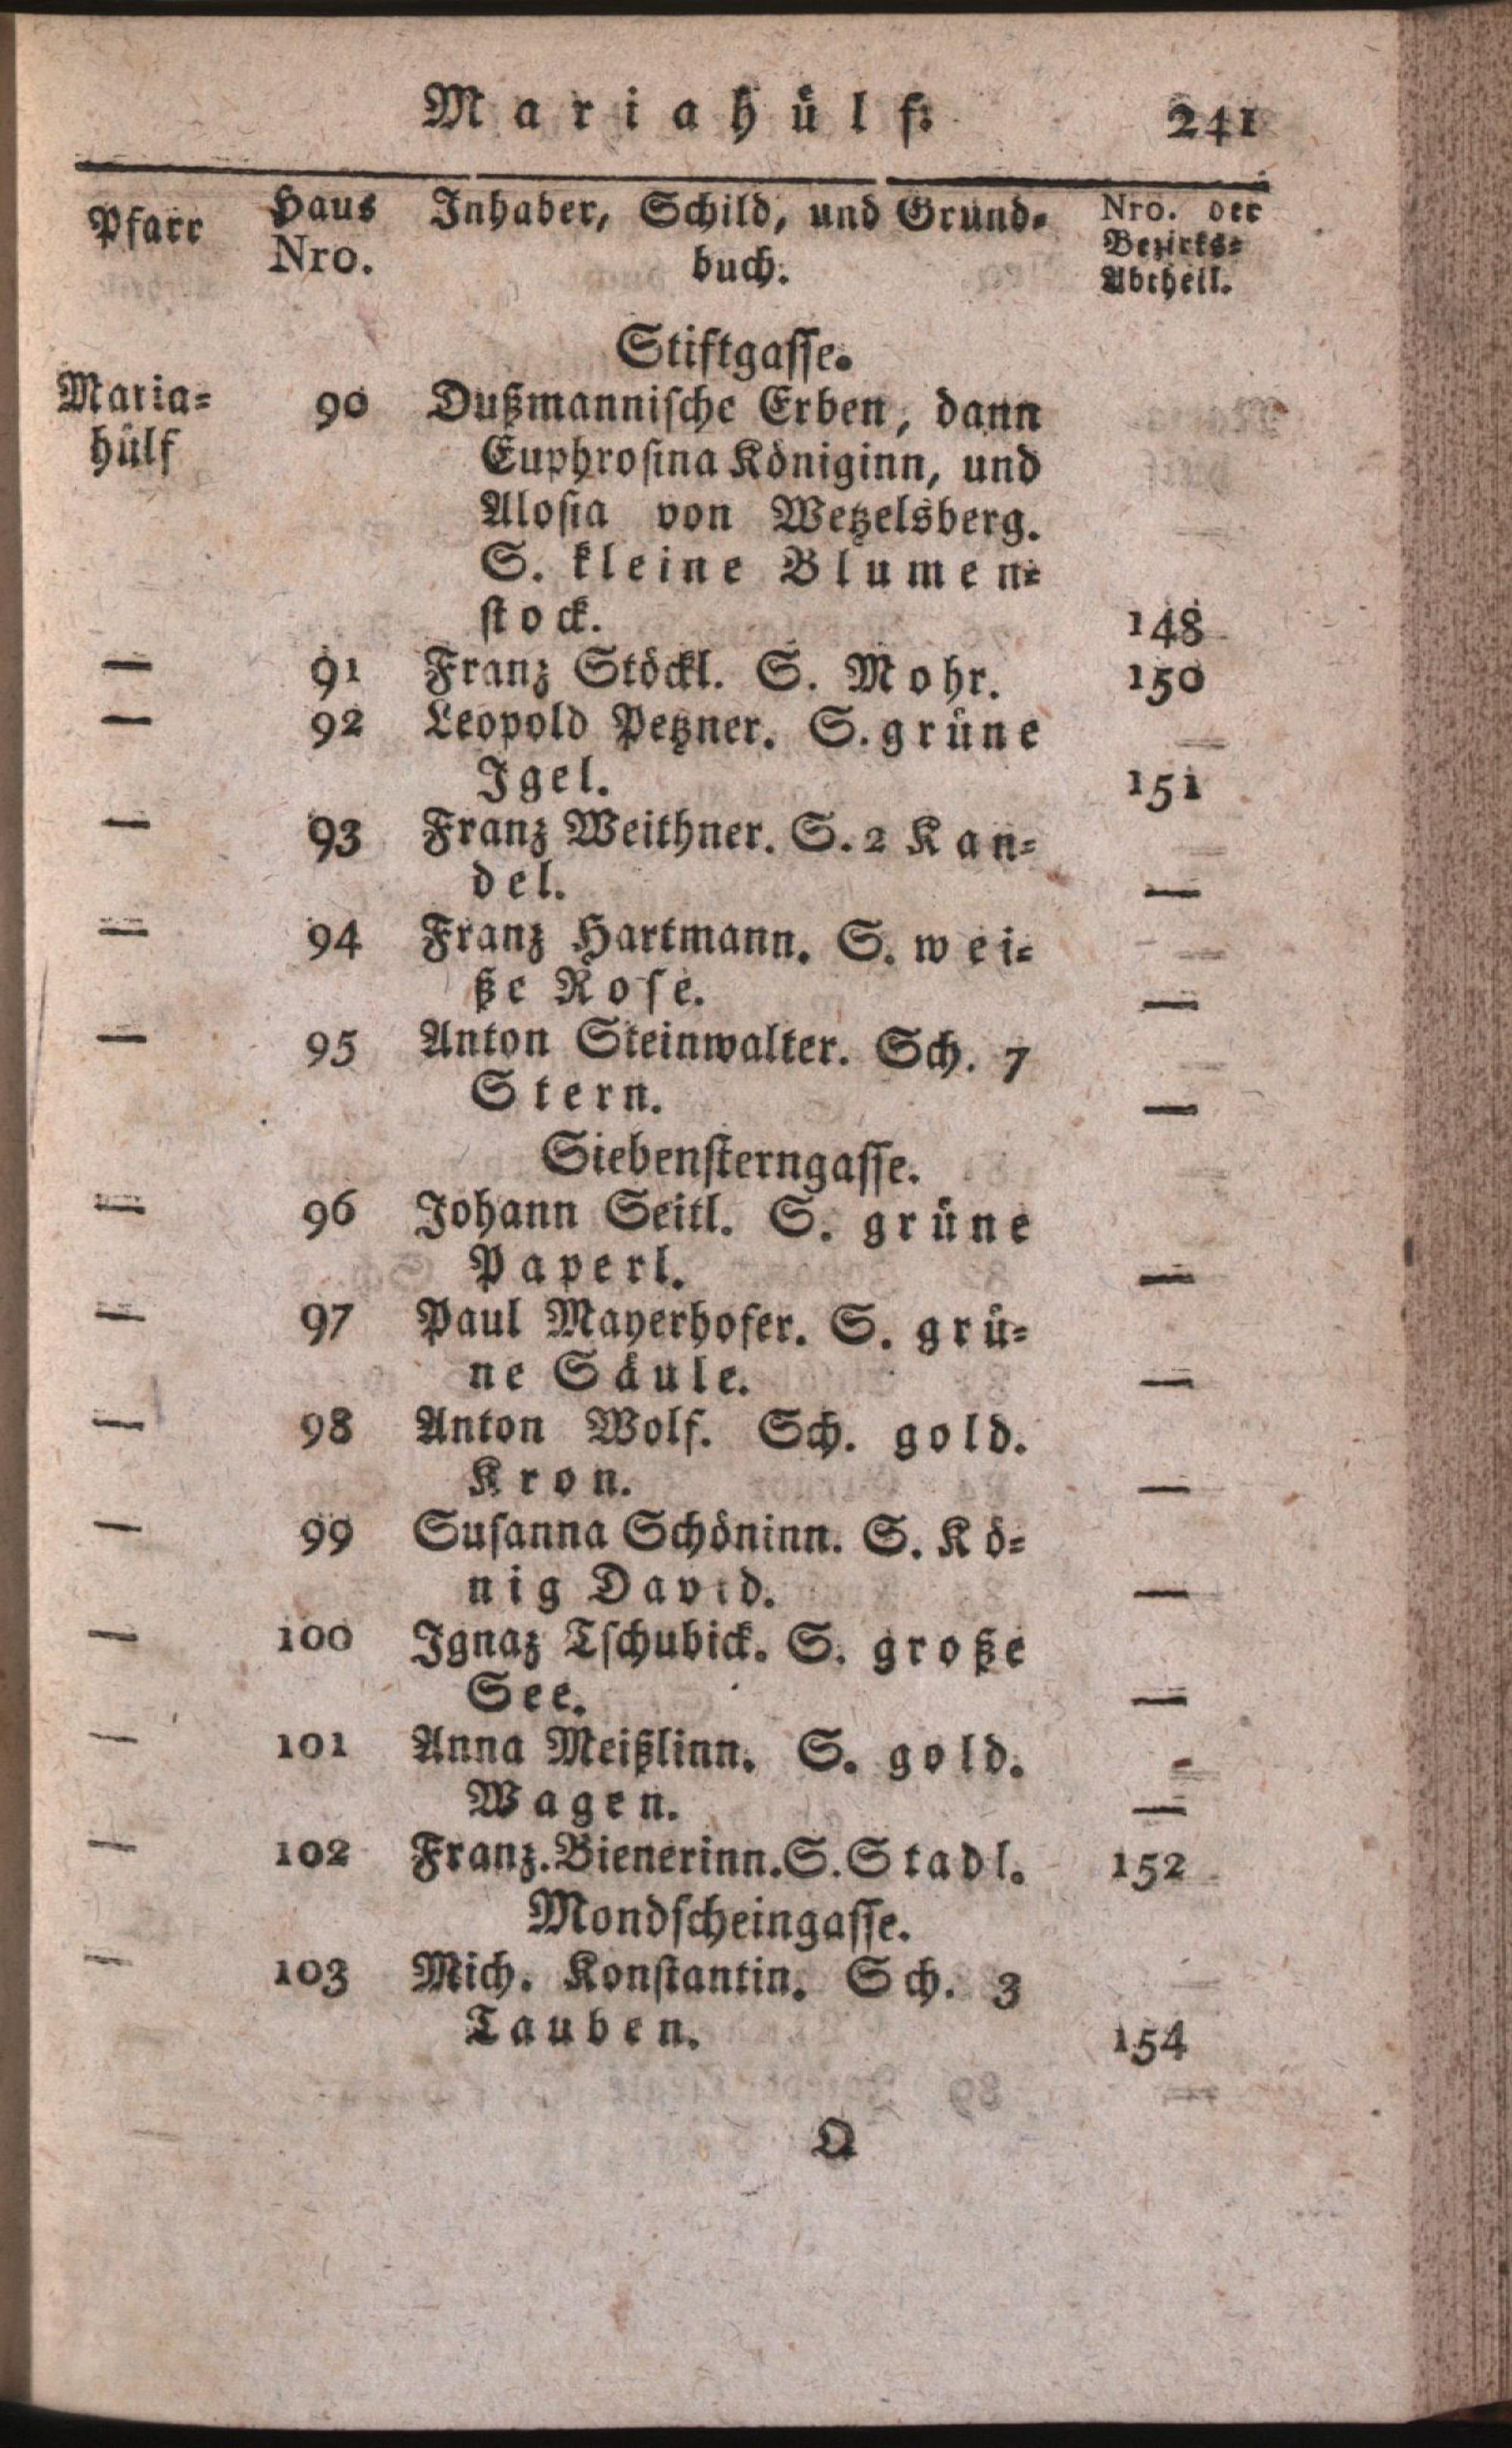 Mariahülf. 241
Pfarr Haus Nro. Inhaber, Schild, und Grund-buch. Nro. der Bezirks-Abtheil.
Stiftgasse.
Maria- 90 Dußmannische Erben, dann
hülf Euphrosina Königinn, und
Alosia von Wetzelsberg.
S. kleine Blumen-
stock. 148
— 91 Franz Stöckl. S. Mohr. 150
— 92 Leopold Petzner. S. grüne
Igel. 151
— 93 Franz Weithner. S. 2 Kan-
del. —
— 94 Franz Hartmann. S. wei-
ße Rose. —
— 95 Anton Steinwalter. Sch. 7
Stern. —
Siebensterngasse.
— 96 Johann Seitl. S. grüne
Paperl. —
— 97 Paul Mayerhofer. S. grü-
ne Säule. —
— 98 Anton Wolf. Sch. gold.
Kron. —
— 99 Susanna Schöninn. S. Kö-
nig David. —
— 100 Ignaz Tschubick. S. große
See. —
— 101 Anna Meißlinn. S. gold.
Wagen. —
— 102 Franz. Bienerinn. S. Stadl. 152
Mondscheingasse.
— 103 Mich. Konstantin. Sch. 3
Tauben. 154
Q